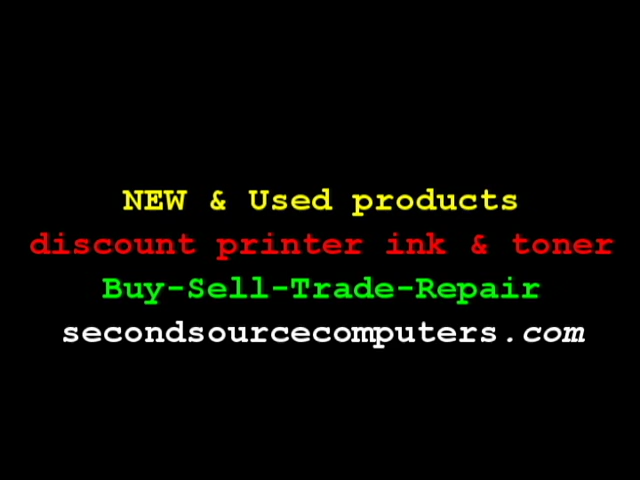 NEW & Used products
discount printer ink & toner
Buy-Sell-Trade-Repair
secondsourcecomputers.com